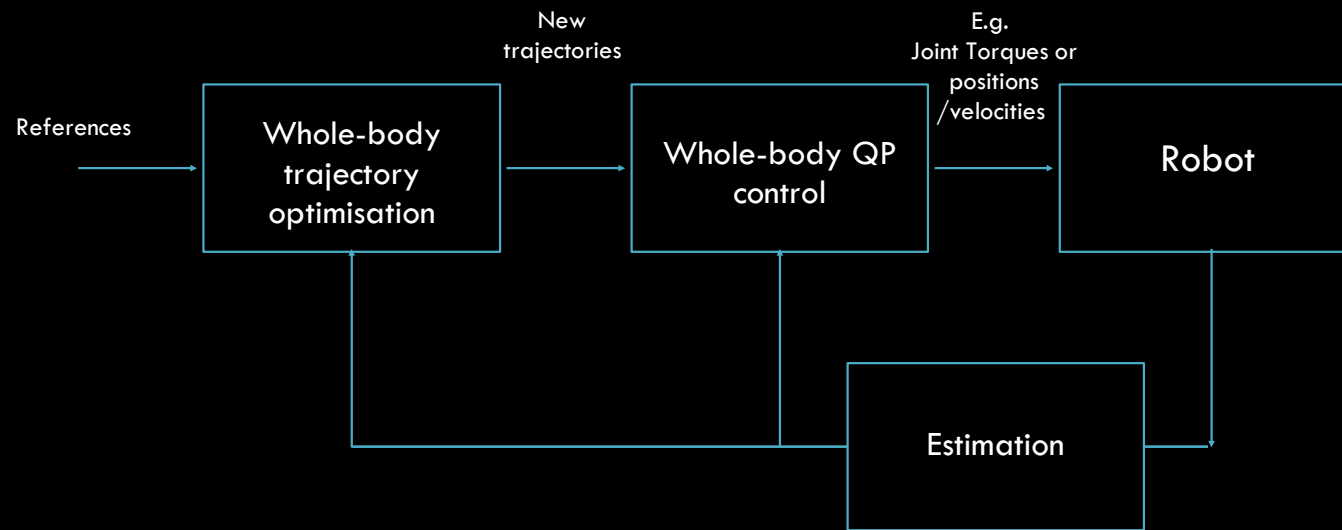 References
Whole-body
trajectory
optimisation
New
trajectories
Whole-body QP
control
E.g.
Joint Torques or
positions
/velocities
Robot
Estimation